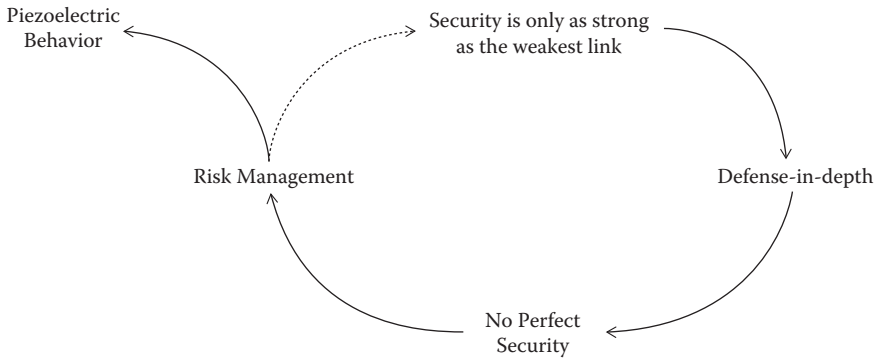 Piezoelectric
Behavior
Security is only as strong
as the weakest link
Risk Management
Defense-in-depth
No Perfect
Security